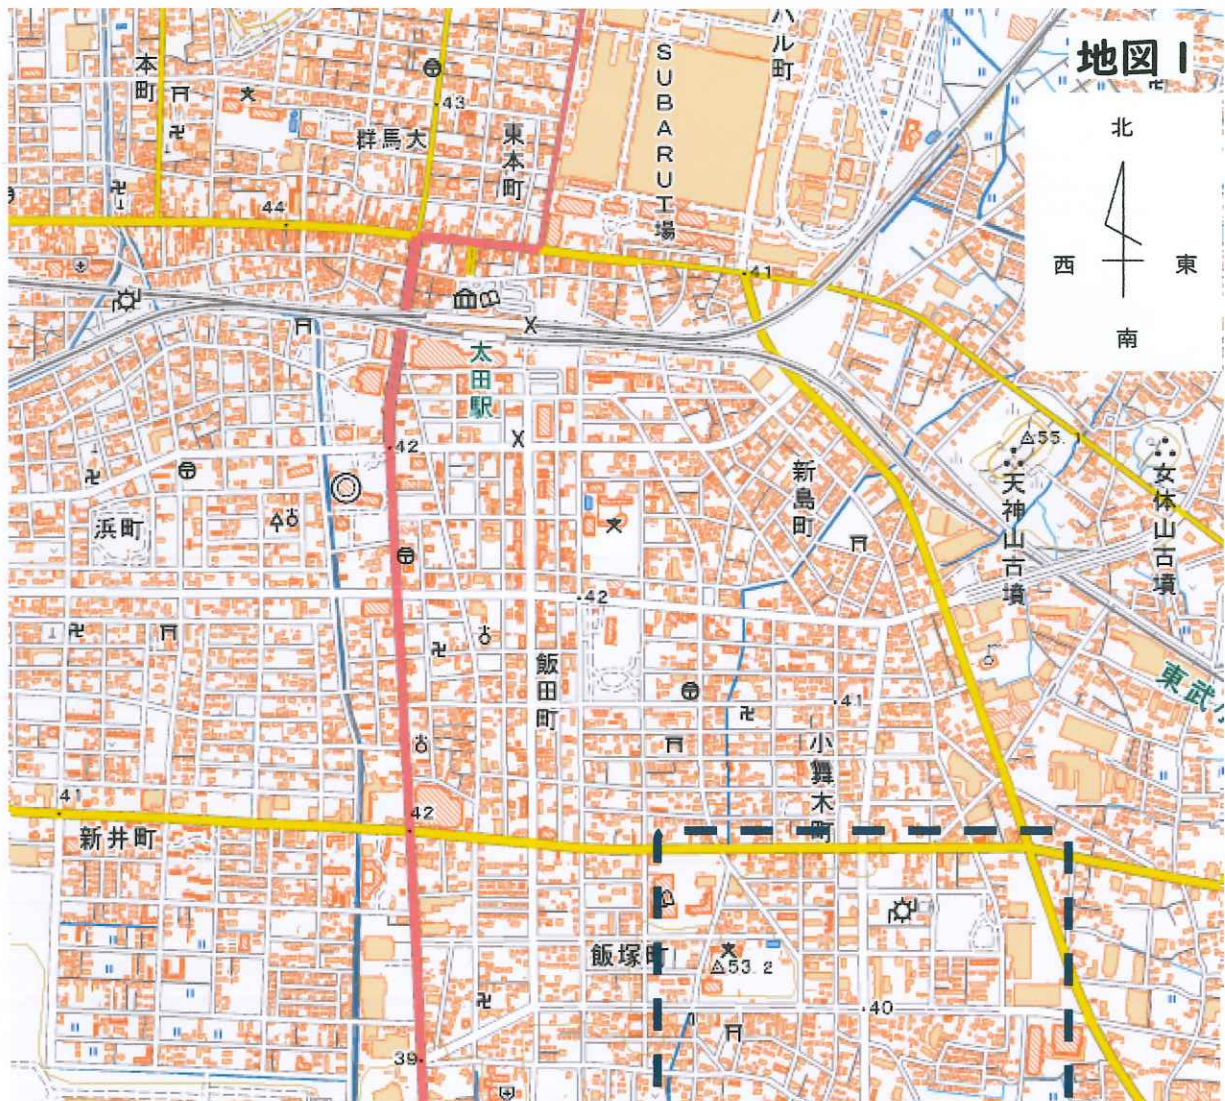 地図1
北
西
東
南
本町
43
群馬大
東本町
SUBARU工場
ハル町
44
41
太田駅
42
浜町
新島町
55.1
天神山古墳
女体山古墳
42
飯田町
41
小舞木町
東武小
41
42
新井町
飯塚町
53.2
40
39